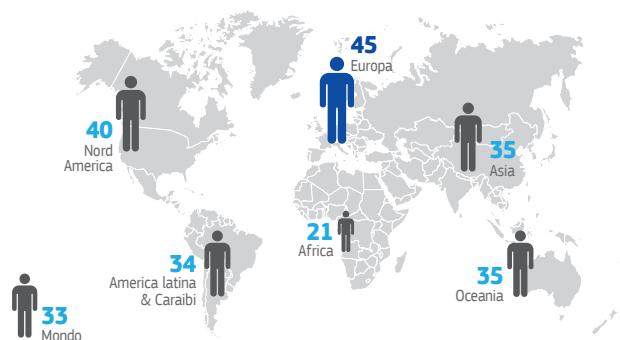 45
Europa
40
Nord
America
35
Asia
21
Africa
34
America latina
& Caraibi
35
Oceania
33
Mondo